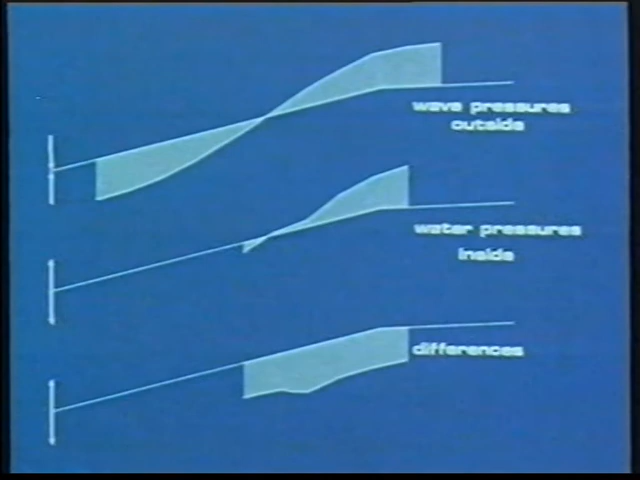 wave pressures
outside
water pressures
inside
differences